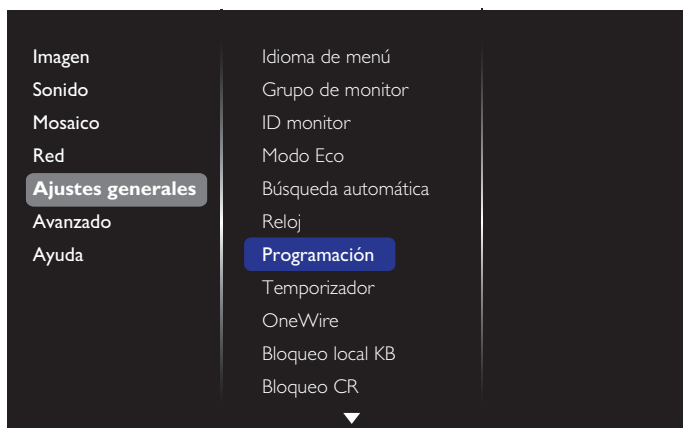 Imagen
Sonido
Mosaico
Red
Ajustes generales
Avanzado
Ayuda
Idioma de menú
Grupo de monitor
ID monitor
Modo Eco
Búsqueda automática
Reloj
Programación
Temporizador
OneWire
Bloqueo local KB
Bloqueo CR